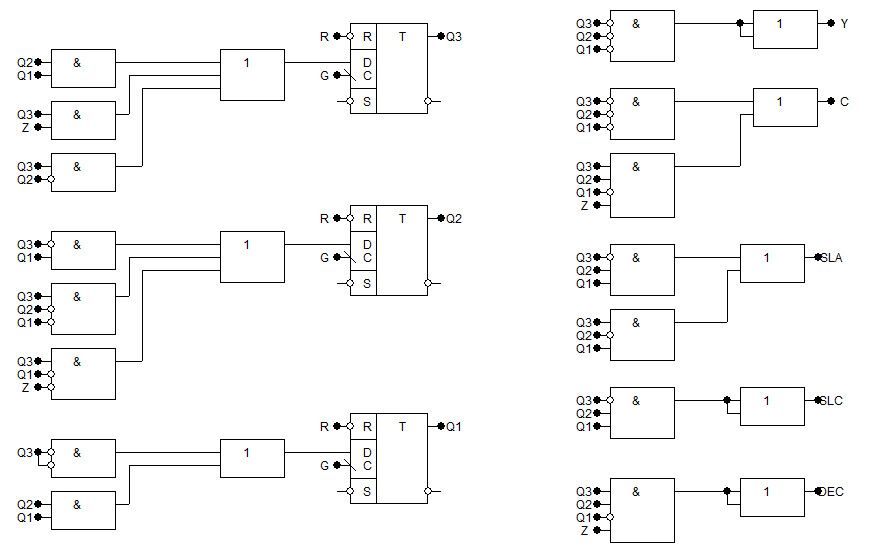 R R T Q3
Q2 & 1 D
Q1 G C
S
Q3 &
Z
Q3 &
Q2
R R T Q2
Q3 & 1 D
Q1 G C
S
Q3 &
Q2
Q1
Q3 &
Q1
Z
R R T Q1
Q3 & 1 D
G C
S
Q2 &
Q1
Q3 & 1 Y
Q2
Q1
Q3 & 1 C
Q2
Q1
Q3 &
Q2
Q1
Z
Q3 & 1 SLA
Q2
Q1
Q3 &
Q2
Q1
Q3 & 1 SLC
Q2
Q1
Q3 & 1 DEC
Q2
Q1
Z